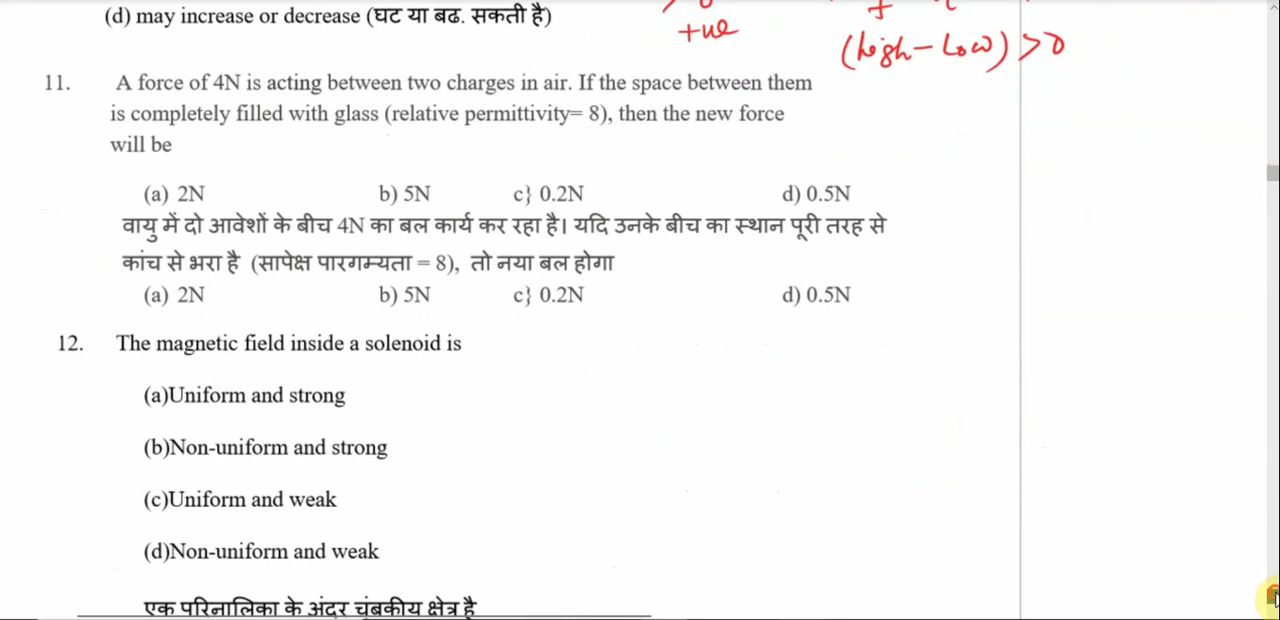 (d) may increase or decrease (घट या बढ. सकती है)
+ve
(high - Low) > 0
11. A force of 4N is acting between two charges in air. If the space between them
is completely filled with glass (relative permittivity= 8), then the new force
will be
(a) 2N b) 5N c} 0.2N d) 0.5N
वायु में दो आवेशों के बीच 4N का बल कार्य कर रहा है। यदि उनके बीच का स्थान पूरी तरह से
कांच से भरा है (सापेक्ष पारगम्यता = 8), तो नया बल होगा
(a) 2N b) 5N c} 0.2N d) 0.5N
12. The magnetic field inside a solenoid is
(a)Uniform and strong
(b)Non-uniform and strong
(c)Uniform and weak
(d)Non-uniform and weak
एक परिनालिका के अंदर चुंबकीय क्षेत्र है